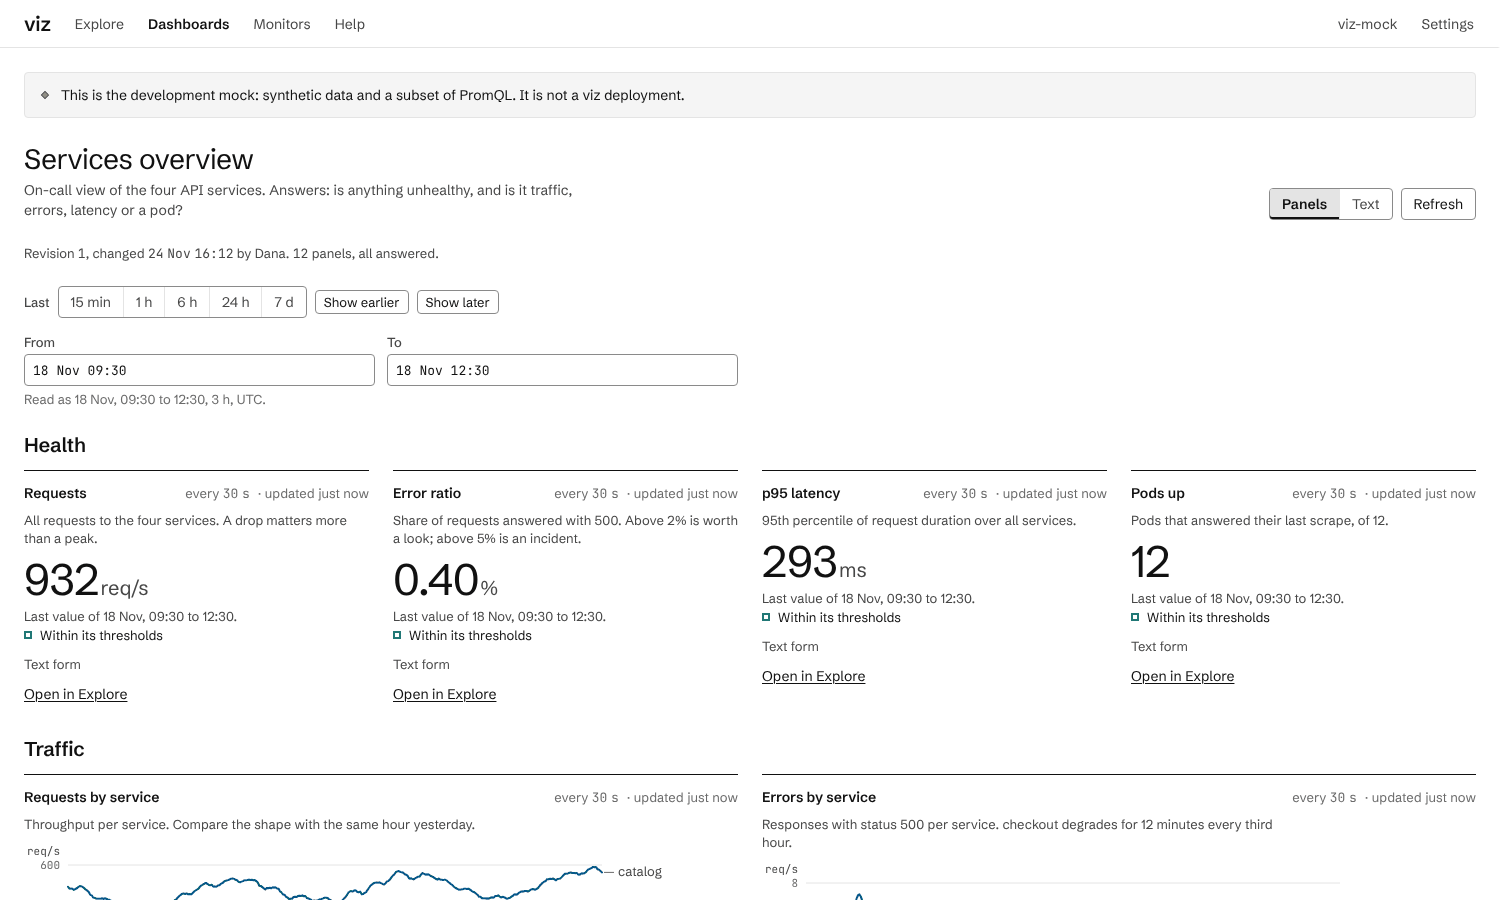 viz Explore Dashboards Monitors Help viz-mock Settings
This is the development mock: synthetic data and a subset of PromQL. It is not a viz deployment.
Services overview
On-call view of the four API services. Answers: is anything unhealthy, and is it traffic,
errors, latency or a pod?
Panels Text Refresh
Revision 1, changed 24 Nov 16:12 by Dana. 12 panels, all answered.
Last 15 min 1 h 6 h 24 h 7 d Show earlier Show later
From To
18 Nov 09:30 18 Nov 12:30
Read as 18 Nov, 09:30 to 12:30, 3 h, UTC.
Health
Requests every 30 s · updated just now
All requests to the four services. A drop matters more
than a peak.
932 req/s
Last value of 18 Nov, 09:30 to 12:30.
Within its thresholds
Text form
Open in Explore
Error ratio every 30 s · updated just now
Share of requests answered with 500. Above 2% is worth
a look; above 5% is an incident.
0.40 %
Last value of 18 Nov, 09:30 to 12:30.
Within its thresholds
Text form
Open in Explore
p95 latency every 30 s · updated just now
95th percentile of request duration over all services.
293 ms
Last value of 18 Nov, 09:30 to 12:30.
Within its thresholds
Text form
Open in Explore
Pods up every 30 s · updated just now
Pods that answered their last scrape, of 12.
12
Last value of 18 Nov, 09:30 to 12:30.
Within its thresholds
Text form
Open in Explore
Traffic
Requests by service every 30 s · updated just now
Throughput per service. Compare the shape with the same hour yesterday.
req/s
600
catalog
Errors by service every 30 s · updated just now
Responses with status 500 per service. checkout degrades for 12 minutes every third
hour.
req/s
8